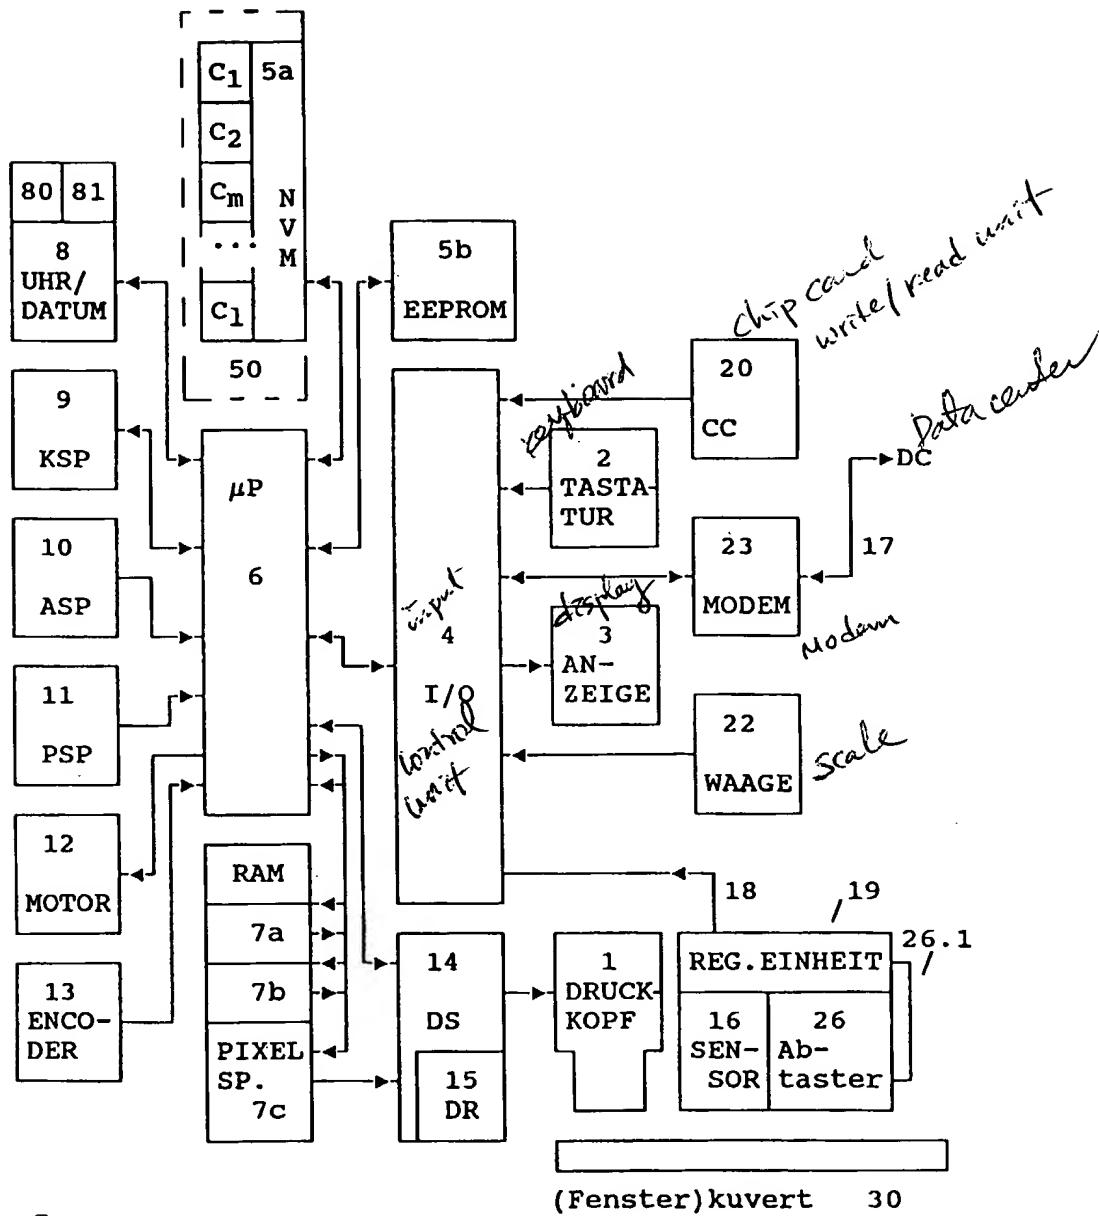 C1 5a
C2
Cm
...
C1
N
V
M
50
80 81
8
UHR/
DATUM
9
KSP
10
ASP
11
PSP
12
MOTOR
13
ENCO-
DER
µP
6
RAM
7a
7b
PIXEL
SP.
7c
5b
EEPROM
input
4
I/O
control
unit
keyboard
2
TASTA-
TUR
display
3
AN-
ZEIGE
chip card
write/read unit
20
CC
Data center
DC
17
23
MODEM
Modem
22
WAAGE
scale
18
19
26.1
REG.EINHEIT
16
SEN-
SOR
26
Ab-
taster
14
DS
15
DR
1
DRUCK-
KOPF
(Fenster)kuvert 30